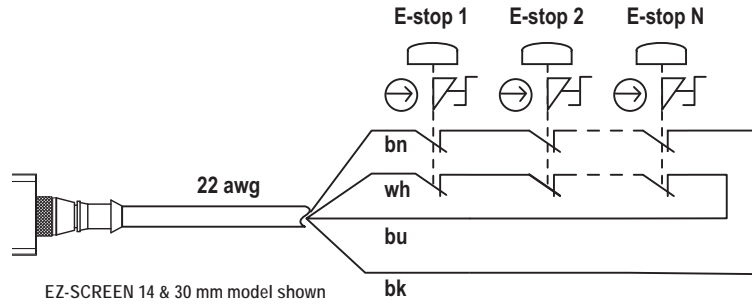 E-stop 1 E-stop 2 E-stop N
bn
22 awg
wh
bu
EZ-SCREEN 14 & 30 mm model shown
bk